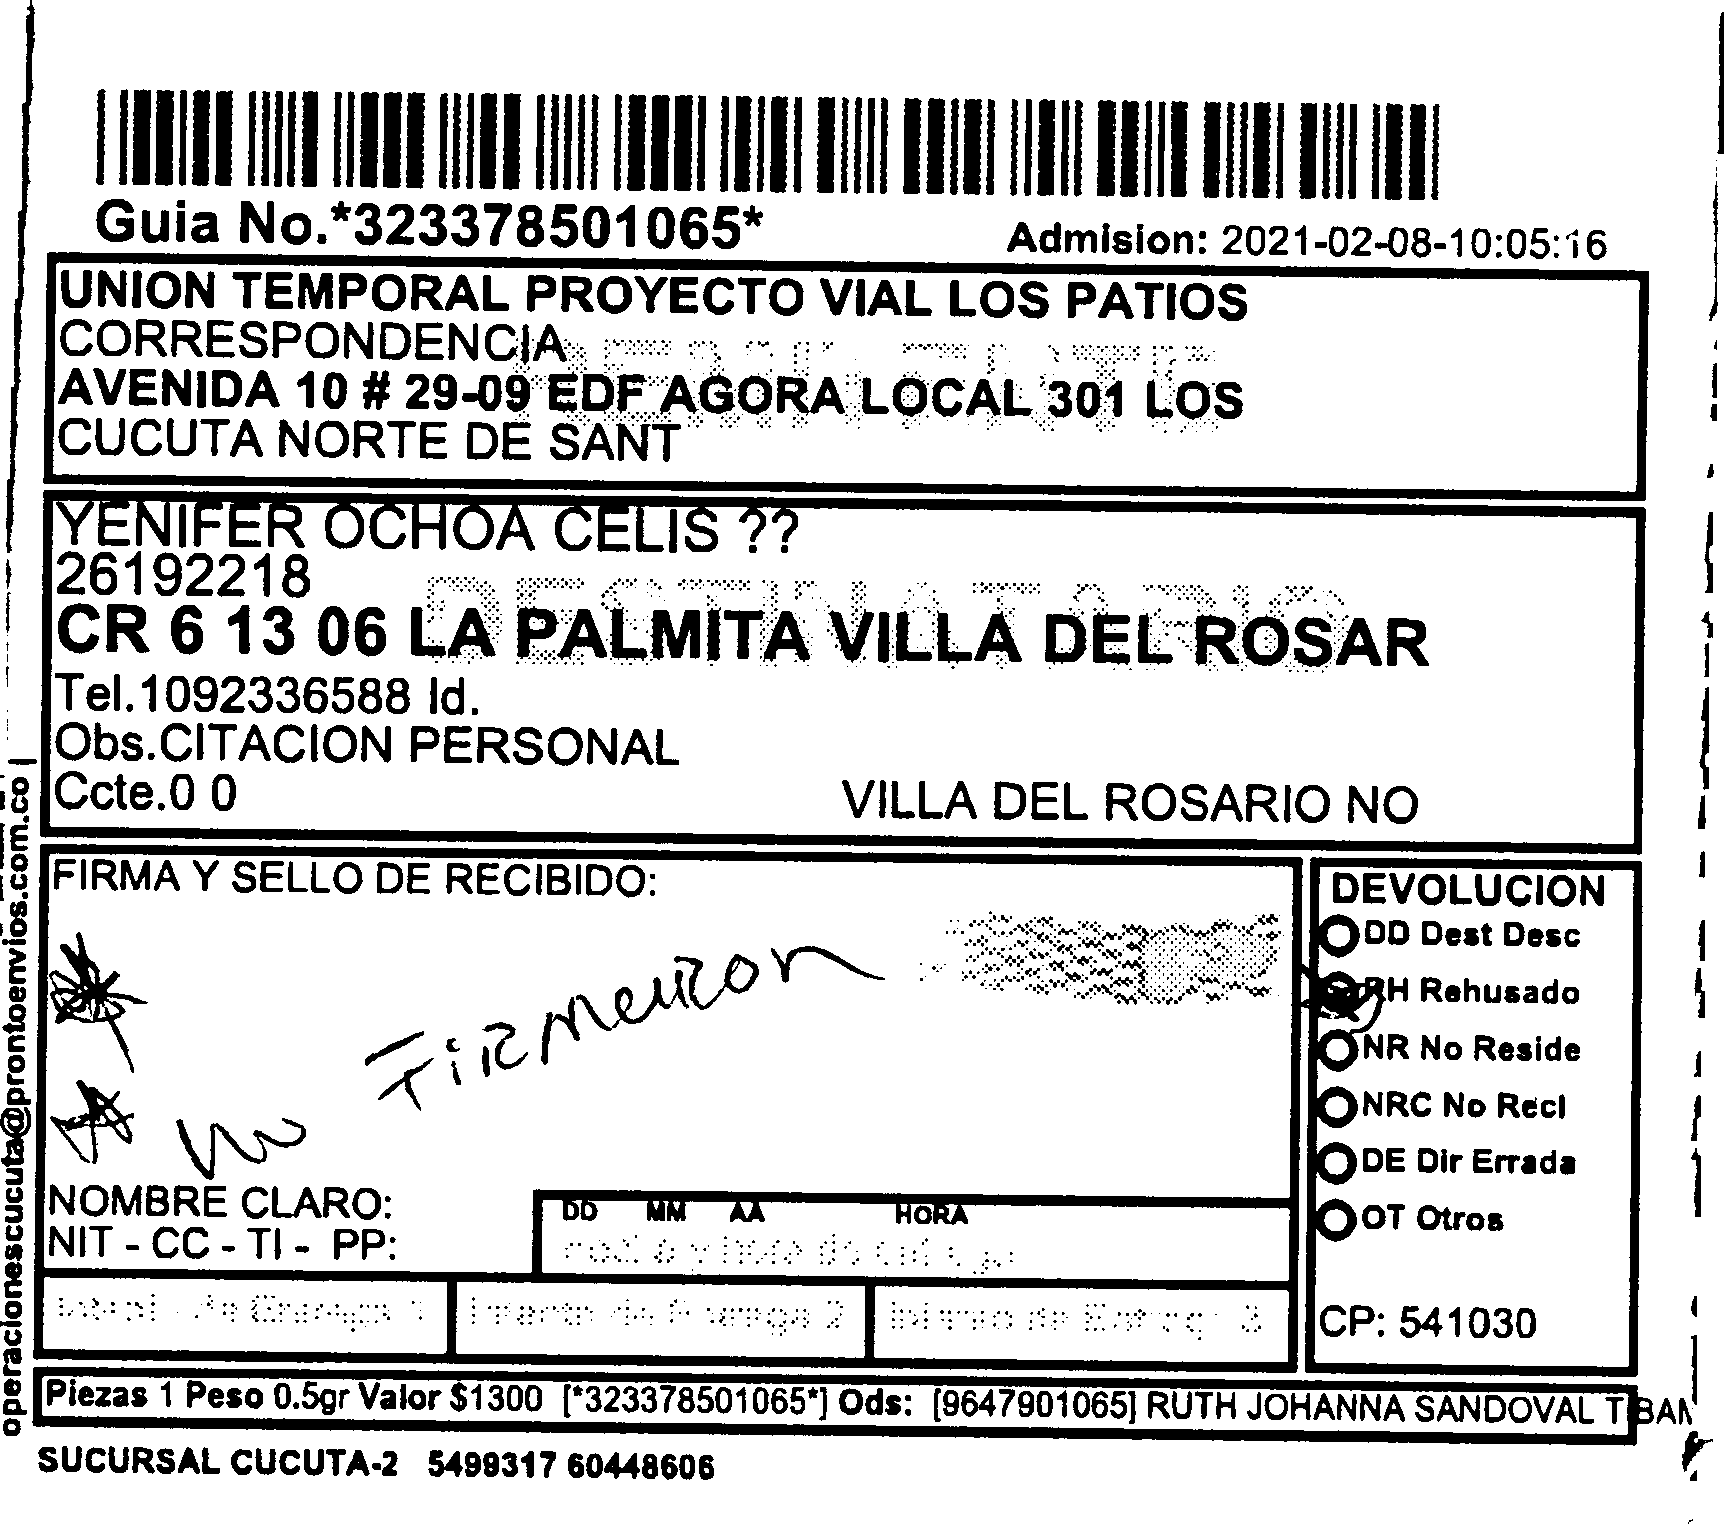 Guia No.*323378501065*
Admision: 2021-02-08-10:05:16
UNION TEMPORAL PROYECTO VIAL LOS PATIOS
CORRESPONDENCIA
AVENIDA 10 # 29-09 EDF AGORA LOCAL 301 LOS
CUCUTA NORTE DE SANT
YENIFER OCHOA CELIS ??
26192218
DESTINATARIO
CR 6 13 06 LA PALMITA VILLA DEL ROSAR
Tel.1092336588 Id.
Obs.CITACION PERSONAL
Ccte.0 0
VILLA DEL ROSARIO NO
operacionescucuta@prontoenvios.com.co |
FIRMA Y SELLO DE RECIBIDO:
No FiRMaRon
NOMBRE CLARO:
NIT - CC - TI - PP:
DD MM AA HORA
DEVOLUCION
DD Dest Desc
RH Rehusado
NR No Reside
NRC No Recl
DE Dir Errada
OT Otros
CP: 541030
Piezas 1 Peso 0.5gr Valor $1300 [*323378501065*] Ods: [9647901065] RUTH JOHANNA SANDOVAL TIBAM
SUCURSAL CUCUTA-2 5499317 60448606